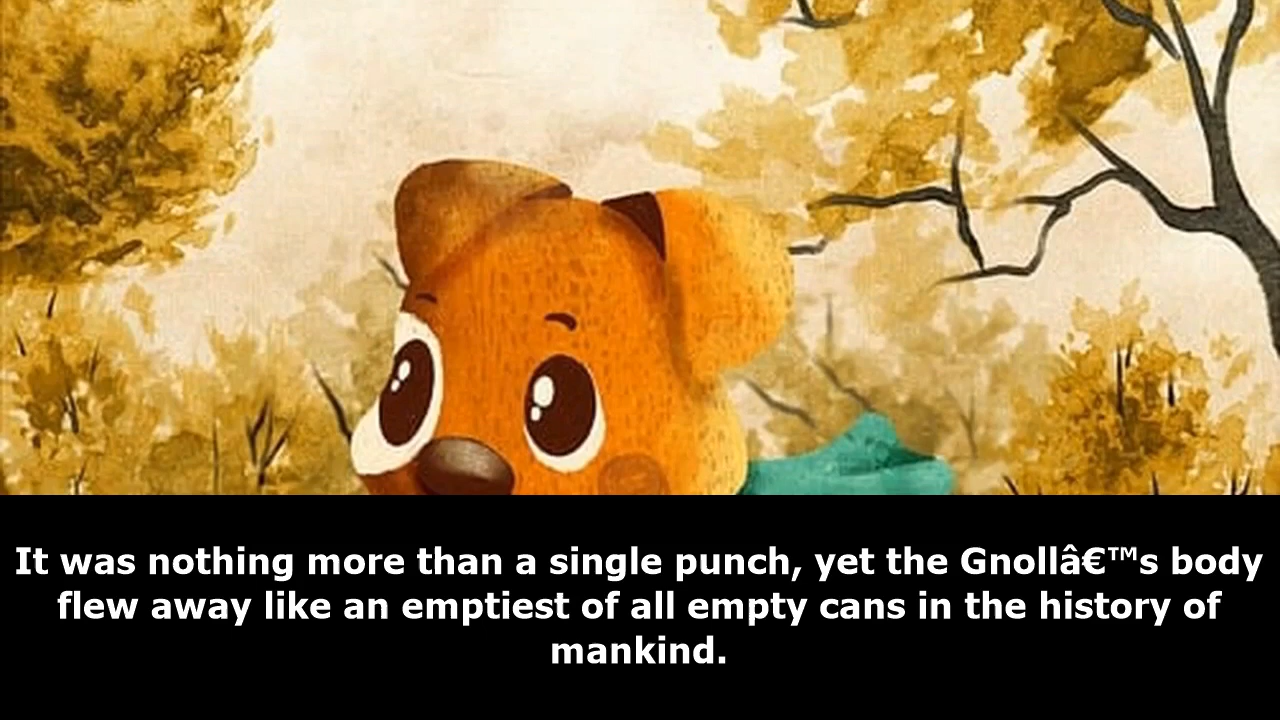 It was nothing more than a single punch, yet the Gnollâ€™s body
flew away like an emptiest of all empty cans in the history of
mankind.